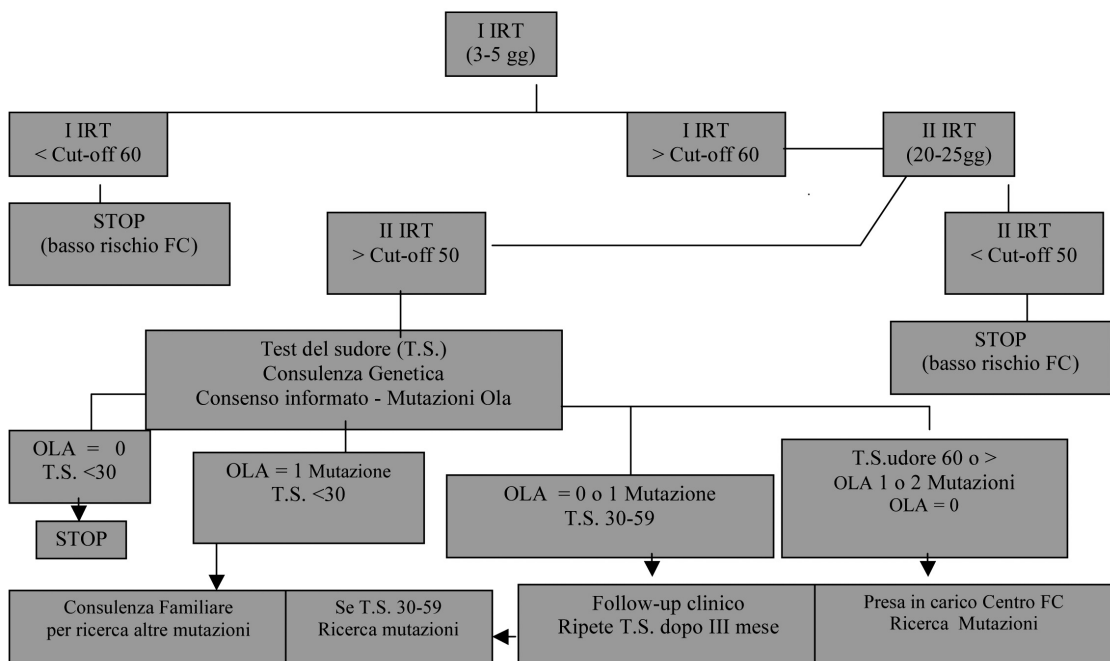 I IRT
(3-5 gg)
I IRT
< Cut-off 60
I IRT
> Cut-off 60
II IRT
(20-25gg)
STOP
(basso rischio FC)
II IRT
> Cut-off 50
II IRT
< Cut-off 50
Test del sudore (T.S.)
Consulenza Genetica
Consenso informato - Mutazioni Ola
STOP
(basso rischio FC)
OLA = 0
T.S. <30
OLA = 1 Mutazione
T.S. <30
OLA = 0 o 1 Mutazione
T.S. 30-59
T.S.udore 60 o >
OLA 1 o 2 Mutazioni
OLA = 0
STOP
Consulenza Familiare
per ricerca altre mutazioni
Se T.S. 30-59
Ricerca mutazioni
Follow-up clinico
Ripete T.S. dopo III mese
Presa in carico Centro FC
Ricerca Mutazioni